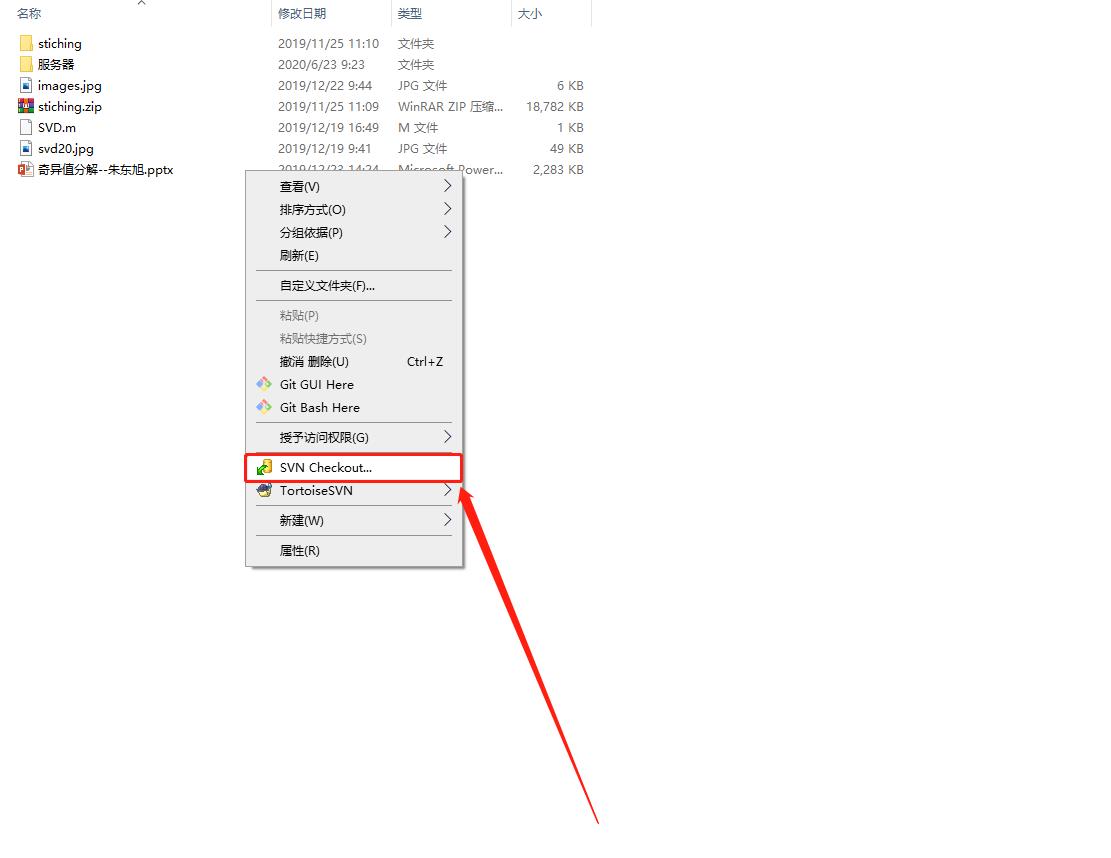 名称 修改日期 类型 大小
stiching 2019/11/25 11:10 文件夹
服务器 2020/6/23 9:23 文件夹
images.jpg 2019/12/22 9:44 JPG 文件 6 KB
stiching.zip 2019/11/25 11:09 WinRAR ZIP 压缩... 18,782 KB
SVD.m 2019/12/19 16:49 M 文件 1 KB
svd20.jpg 2019/12/19 9:41 JPG 文件 49 KB
奇异值分解--朱东旭.pptx 2019/12/23 14:24 Microsoft Power... 2,283 KB
查看(V)
排序方式(O)
分组依据(P)
刷新(E)
自定义文件夹(F)...
粘贴(P)
粘贴快捷方式(S)
撤消 删除(U) Ctrl+Z
Git GUI Here
Git Bash Here
授予访问权限(G)
SVN Checkout...
TortoiseSVN
新建(W)
属性(R)